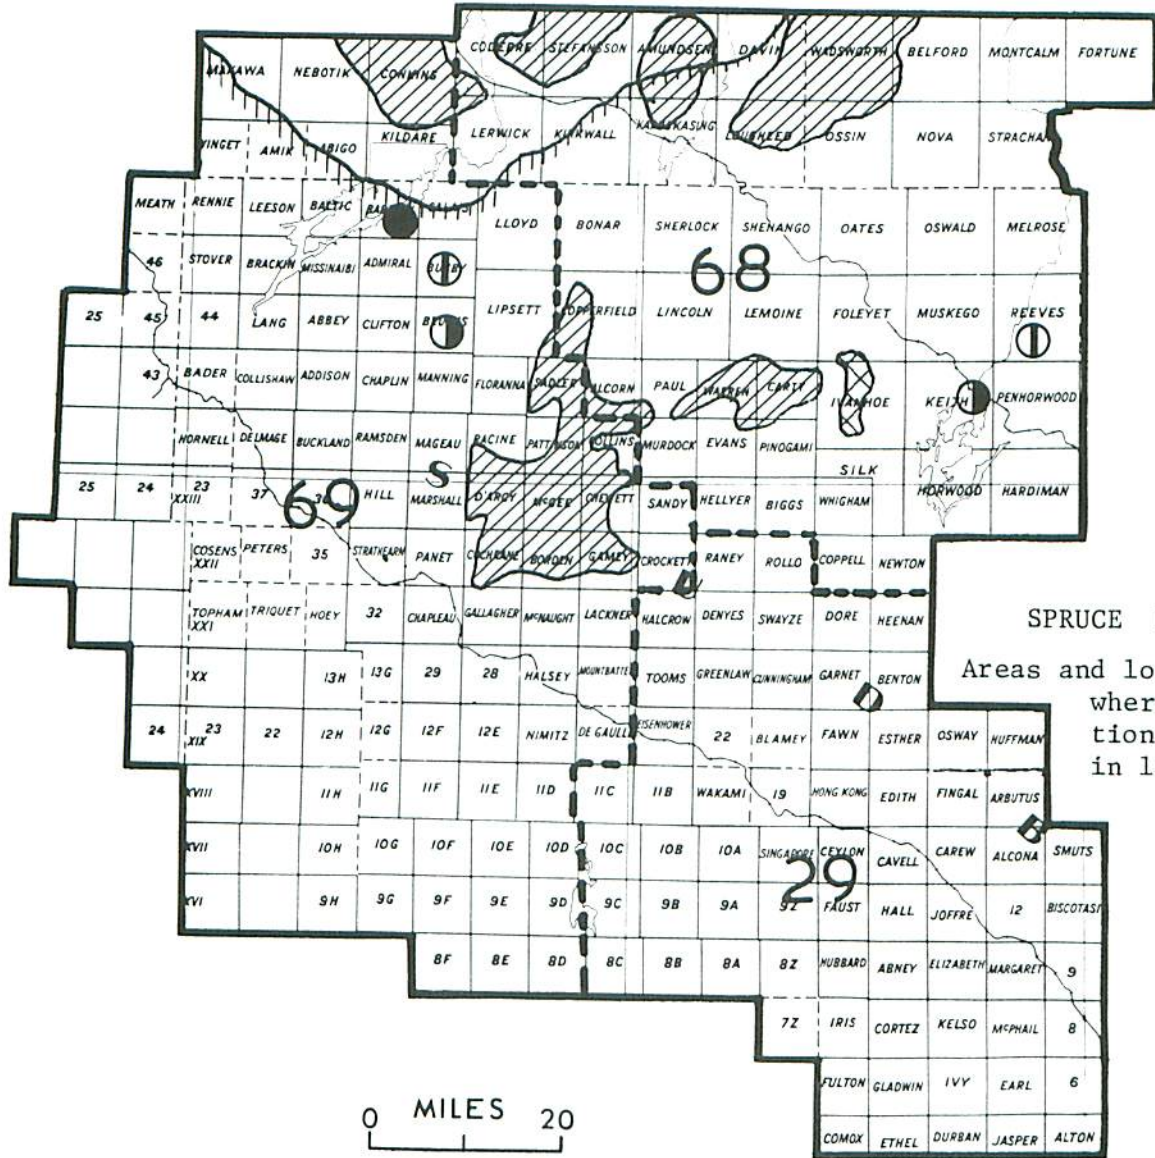 CODERRE STEFANSSON AMUNDSEN DAVIN WADSWORTH BELFORD MONTCALM FORTUNE
MAKAWA NEBOTIK CONKINS
LERWICK KIRKWALL KAPUSKASING LOUGHEED OSSIN NOVA STRACHAN
WINGET AMIK ABIGO KILDARE
MEATH RENNIE LEESON BALTIC LLOYD BONAR SHERLOCK SHENANGO OATES OSWALD MELROSE
46 STOVER BRACKIN MISSINAIBI ADMIRAL BUSBY
68
25 45 44 LANG ABBEY CLIFTON LIPSETT COPPERFIELD LINCOLN LEMOINE FOLEYET MUSKEGO REEVES
43 BADER COLLISHAW ADDISON CHAPLIN MANNING FLORANNA SADLER ALCORN PAUL WARREN CARTY IVANHOE KEITH PENHORWOOD
HORNELL DELMAGE BUCKLAND RAMSDEN MAGEAU RACINE PATTINSON COLLINS MURDOCK EVANS PINOGAMI
SILK
25 24 23 37 36 HILL MARSHALL D'ARCY McGEE CHEWETT SANDY HELLYER BIGGS WHIGHAM HORWOOD HARDIMAN
XXIII
S
69
COSENS PETERS 35 STRATHEARN PANET COCHRANE BORDEN GAMEY CROCKETT RANEY ROLLO COPPELL NEWTON
XXII
TOPHAM TRIQUET HOEY 32 CHAPLEAU GALLAGHER McNAUGHT LACKNER HALCROW DENYES SWAYZE DORE HEENAN
XXI
XX 13H 13G 29 28 HALSEY MOUNTBATTEN TOOMS GREENLAW CUNNINGHAM GARNET BENTON
D
24 23 22 12H 12G 12F 12E NIMITZ DE GAULLE EISENHOWER 22 BLAMEY FAWN ESTHER OSWAY HUFFMAN
XIX
XVIII 11H 11G 11F 11E 11D 11C 11B WAKAMI 19 HONG KONG EDITH FINGAL ARBUTUS
B
XVII 10H 10G 10F 10E 10D 10C 10B 10A SINGAPORE CEYLON CAVELL CAREW ALCONA SMUTS
29
XVI 9H 9G 9F 9E 9D 9C 9B 9A 9Z FAUST HALL JOFFRE 12 BISCOTASI
8F 8E 8D 8C 8B 8A 8Z HUBBARD ABNEY ELIZABETH MARGARET 9
7Z IRIS CORTEZ KELSO McPHAIL 8
FULTON GLADWIN IVY EARL 6
COMOX ETHEL DURBAN JASPER ALTON
SPRUCE
Areas and lo
wher
tion
in l
MILES
0 20